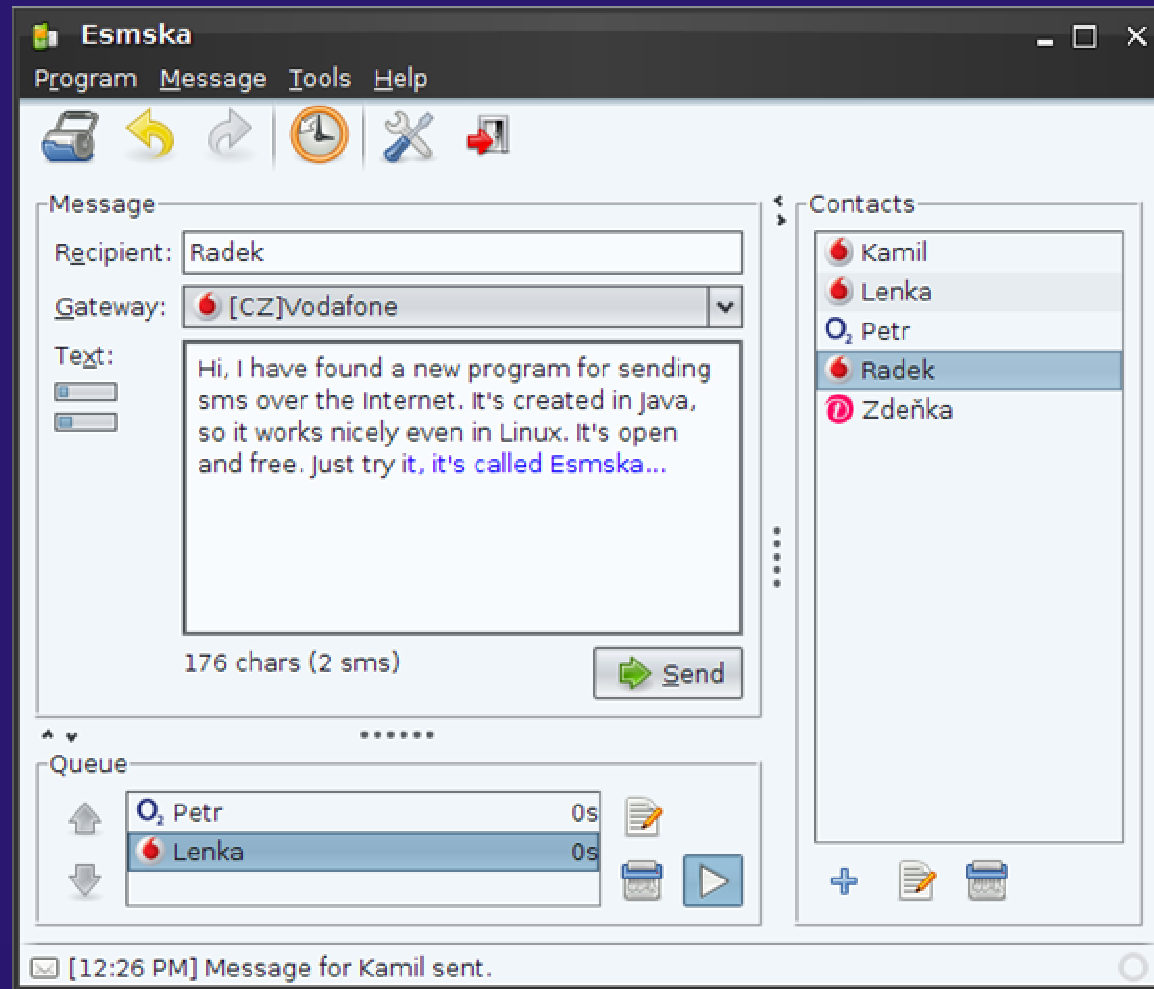 Esmska
Program Message Tools Help
Message
Recipient: Radek
Gateway: [CZ]Vodafone
Text:
Hi, I have found a new program for sending
sms over the Internet. It's created in Java,
so it works nicely even in Linux. It's open
and free. Just try it, it's called Esmska...
176 chars (2 sms)
Send
Queue
O2 Petr 0s
Lenka 0s
Contacts
Kamil
Lenka
O2 Petr
Radek
Zdeňka
[12:26 PM] Message for Kamil sent.